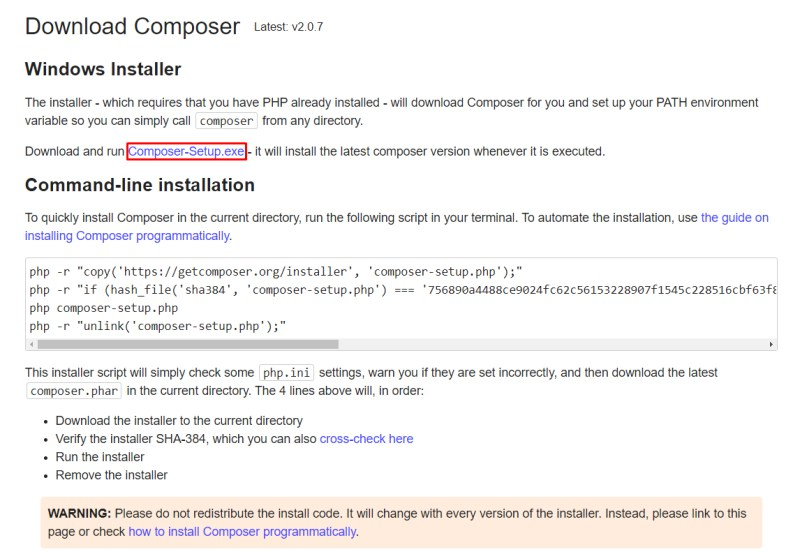 Download Composer Latest: v2.0.7
Windows Installer
The installer - which requires that you have PHP already installed - will download Composer for you and set up your PATH environment
variable so you can simply call composer from any directory.
Download and run Composer-Setup.exe - it will install the latest composer version whenever it is executed.
Command-line installation
To quickly install Composer in the current directory, run the following script in your terminal. To automate the installation, use the guide on
installing Composer programmatically.
php -r "copy('https://getcomposer.org/installer', 'composer-setup.php');"
php -r "if (hash_file('sha384', 'composer-setup.php') === '756890a4488ce9024fc62c56153228907f1545c228516cbf63f8
php composer-setup.php
php -r "unlink('composer-setup.php');"
This installer script will simply check some php.ini settings, warn you if they are set incorrectly, and then download the latest
composer.phar in the current directory. The 4 lines above will, in order:
• Download the installer to the current directory
• Verify the installer SHA-384, which you can also cross-check here
• Run the installer
• Remove the installer
WARNING: Please do not redistribute the install code. It will change with every version of the installer. Instead, please link to this
page or check how to install Composer programmatically.